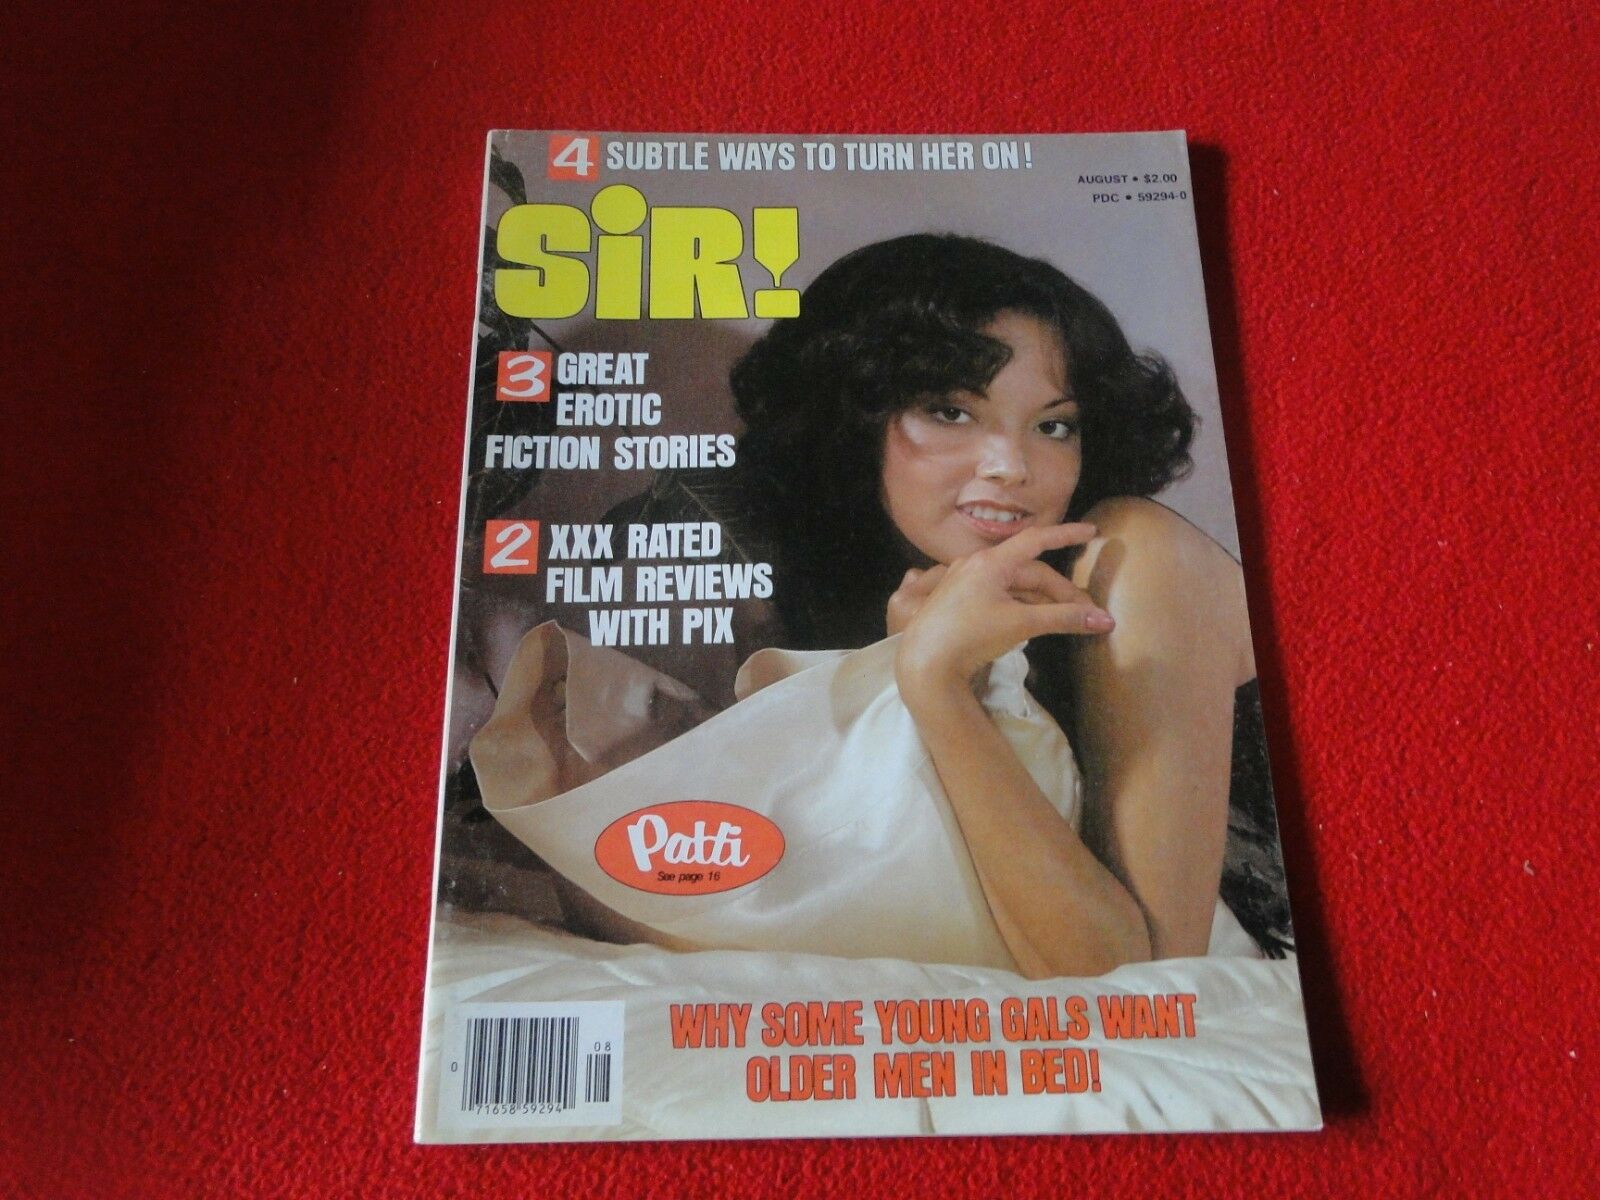 4 SUBTLE WAYS TO TURN HER ON!
AUGUST • $2.00
PDC • 59294-0
SiR!
3 GREAT
EROTIC
FICTION STORIES
2 XXX RATED
FILM REVIEWS
WITH PIX
Patti
See page 16
WHY SOME YOUNG GALS WANT
OLDER MEN IN BED!
08
0
71658 59294